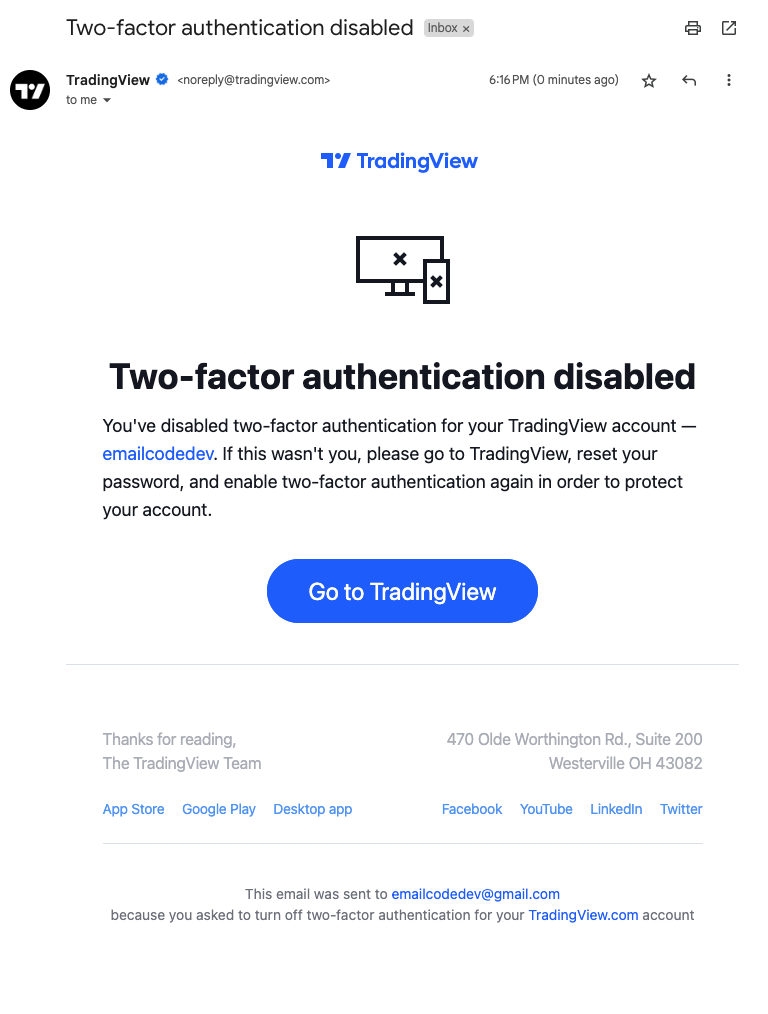 Two-factor authentication disabled Inbox ×
TradingView <noreply@tradingview.com> 6:16 PM (0 minutes ago)
to me
TradingView
Two-factor authentication disabled
You've disabled two-factor authentication for your TradingView account —
emailcodedev. If this wasn't you, please go to TradingView, reset your
password, and enable two-factor authentication again in order to protect
your account.
Go to TradingView
Thanks for reading,
The TradingView Team
470 Olde Worthington Rd., Suite 200
Westerville OH 43082
App Store Google Play Desktop app
Facebook YouTube LinkedIn Twitter
This email was sent to emailcodedev@gmail.com
because you asked to turn off two-factor authentication for your TradingView.com account